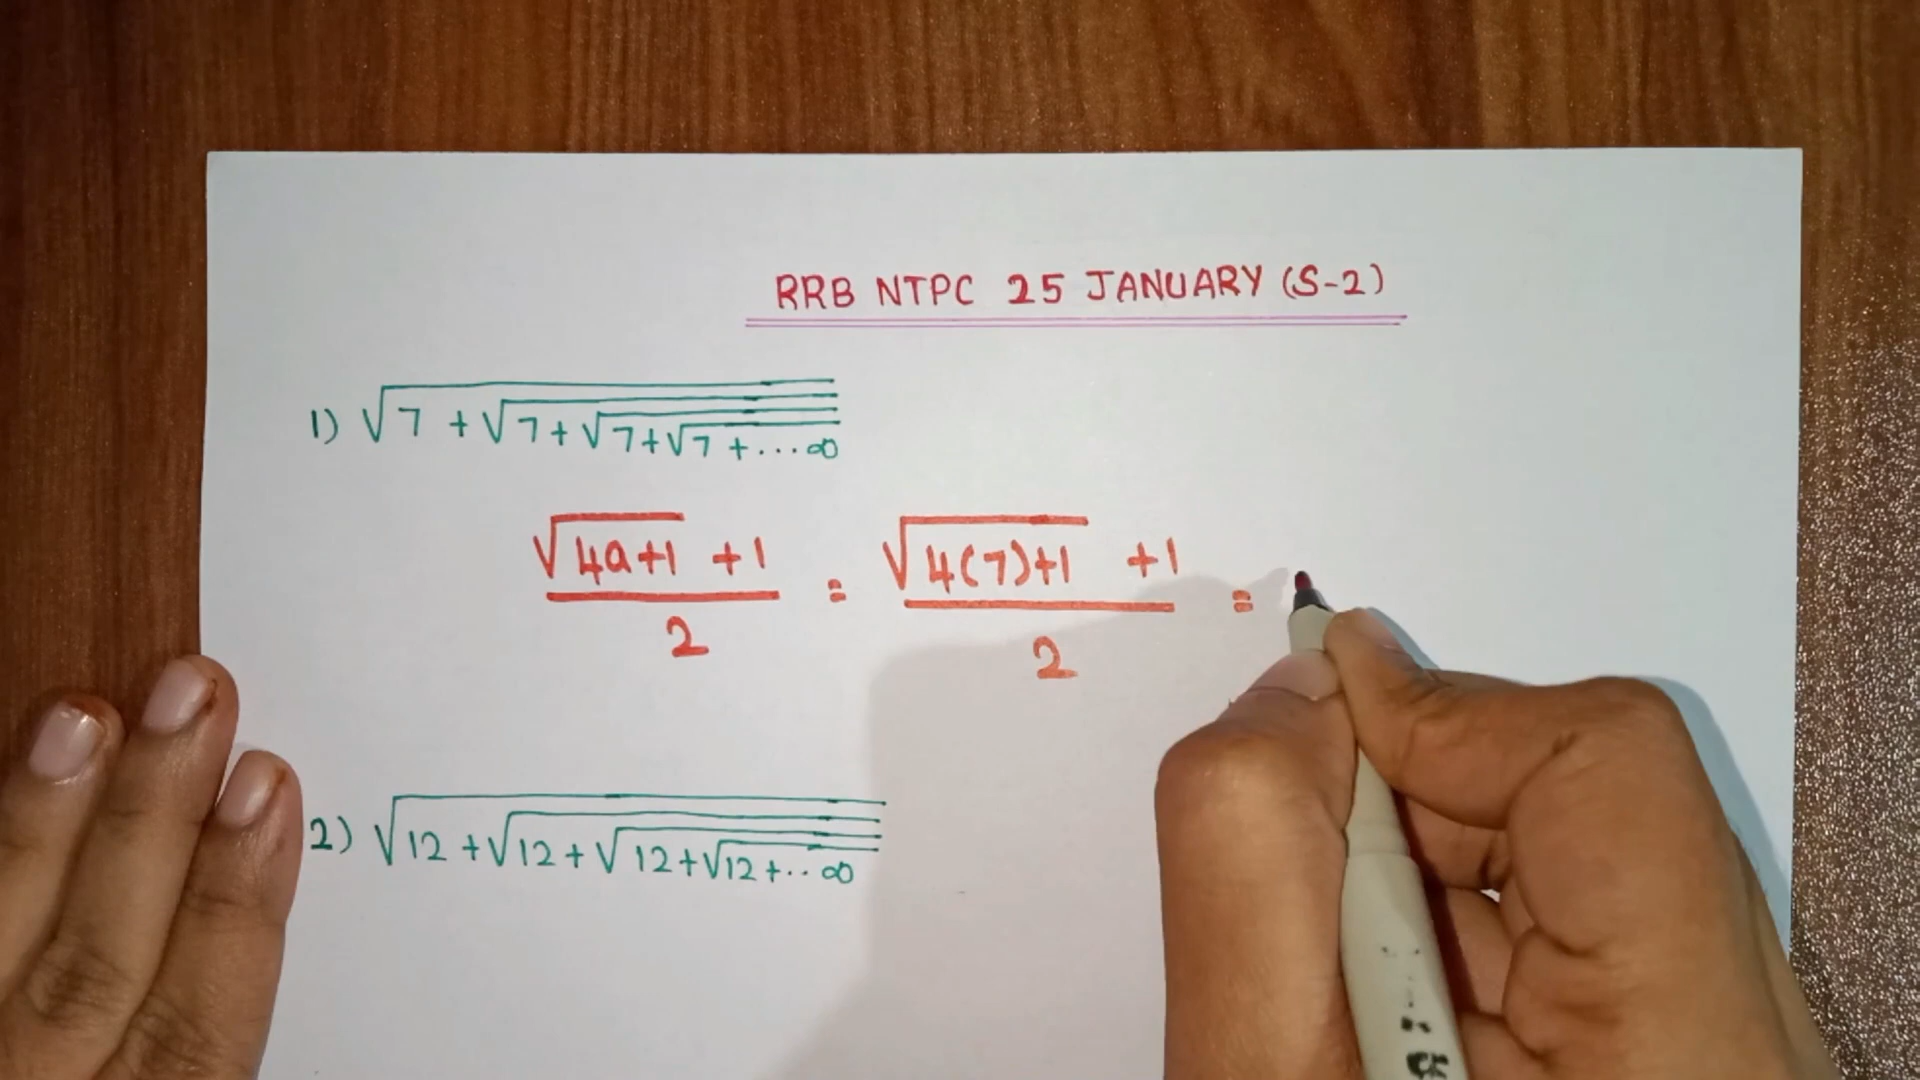 RRB NTPC 25 JANUARY (S-2)
1) √7 + √7 + √7 + √7 + ... ∞
√4a+1 + 1 / 2 = √4(7)+1 + 1 / 2 =
2) √12 + √12 + √12 + √12 + .. ∞